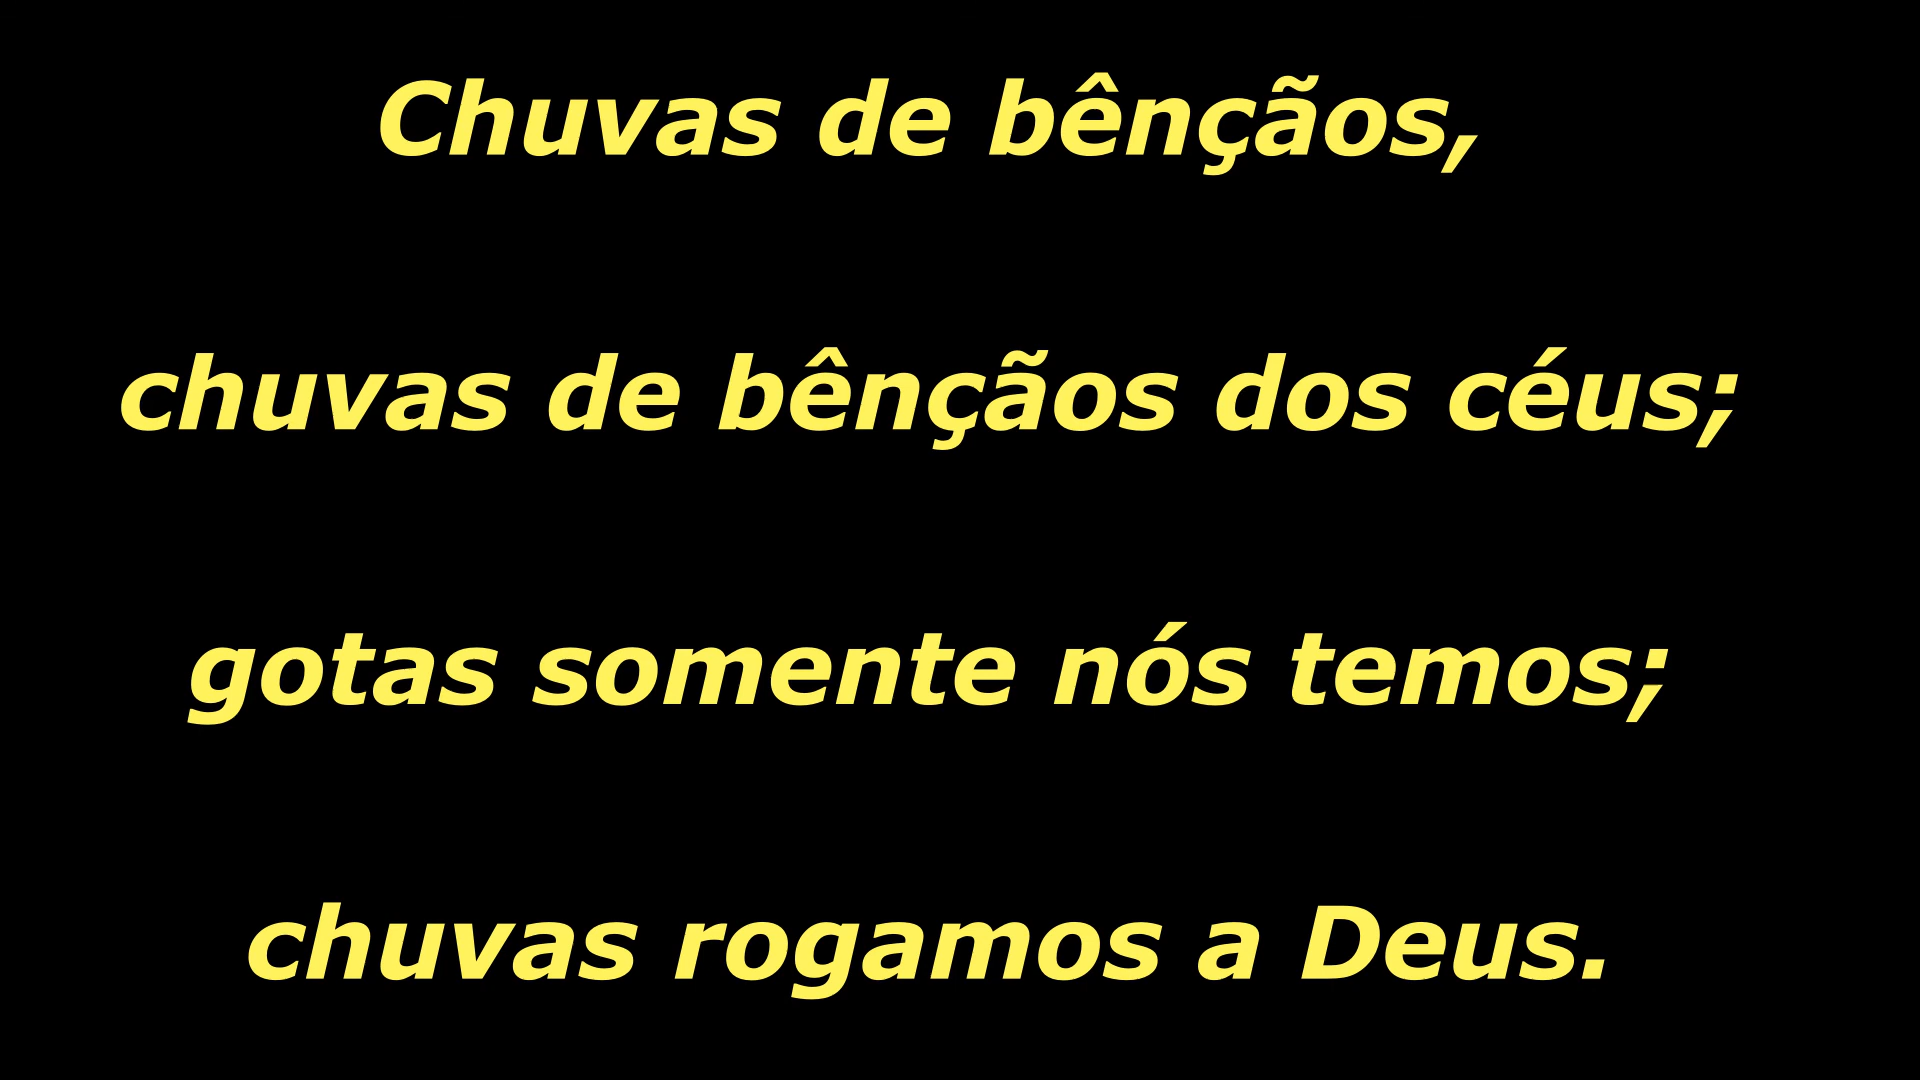 Chuvas de bênçãos,
chuvas de bênçãos dos céus;
gotas somente nós temos;
chuvas rogamos a Deus.